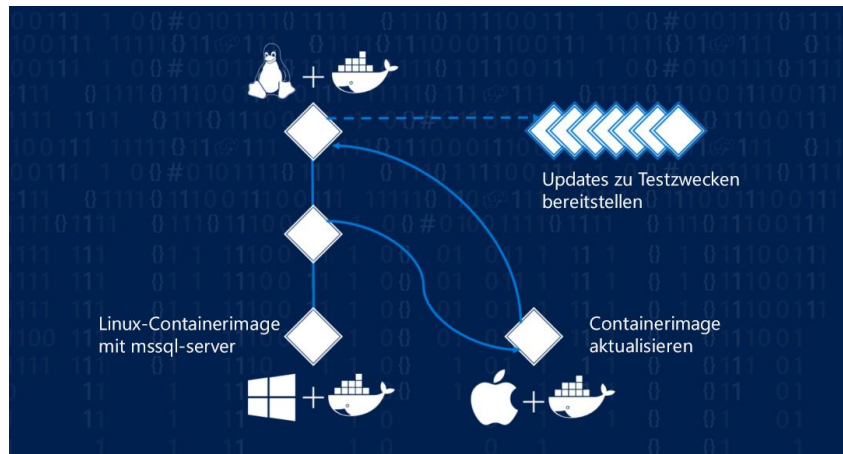 Updates zu Testzwecken
bereitstellen
Linux-Containerimage
mit mssql-server
Containerimage
aktualisieren